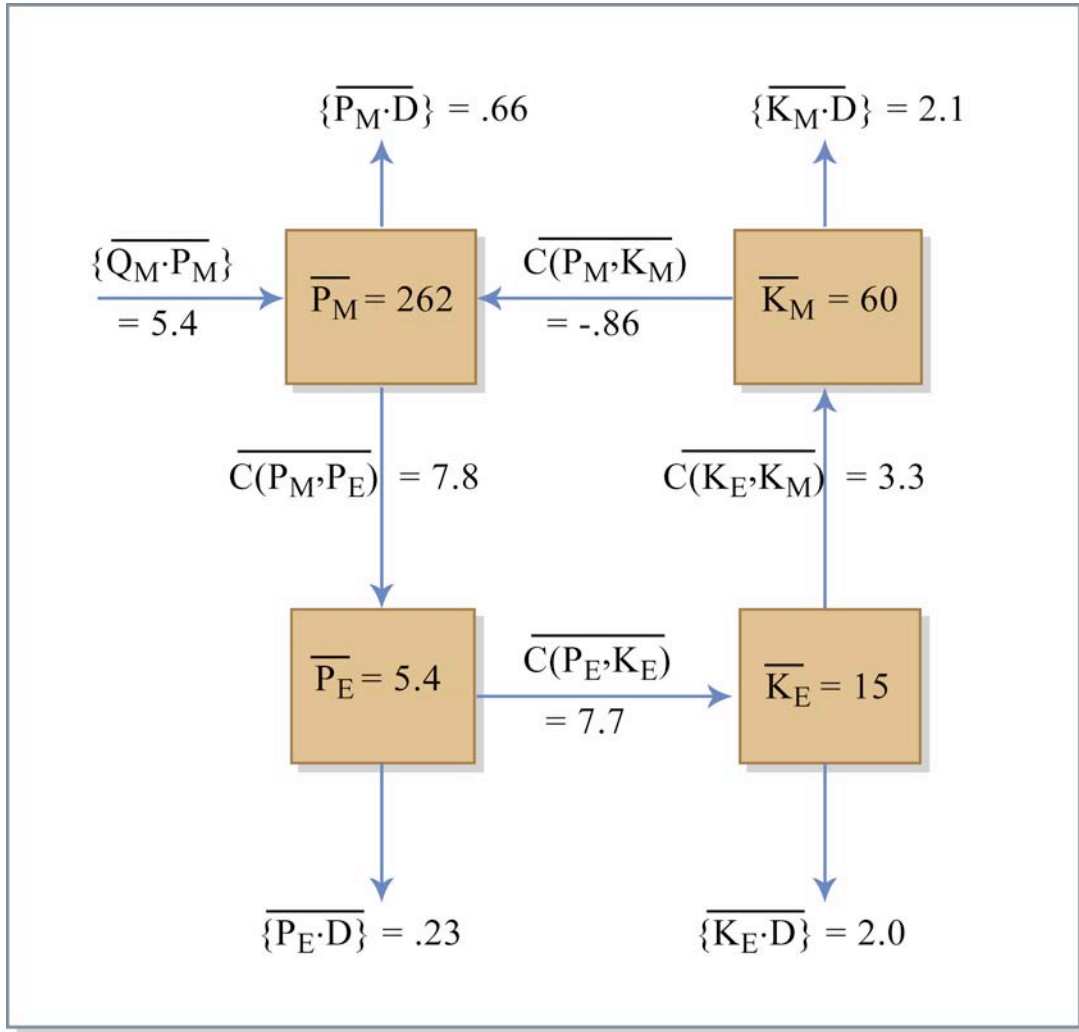 {P_M·D} = .66
{K_M·D} = 2.1
{Q_M·P_M}
= 5.4
P_M = 262
C(P_M,K_M)
= -.86
K_M = 60
C(P_M,P_E) = 7.8
C(K_E,K_M) = 3.3
P_E = 5.4
C(P_E,K_E)
= 7.7
K_E = 15
{P_E·D} = .23
{K_E·D} = 2.0